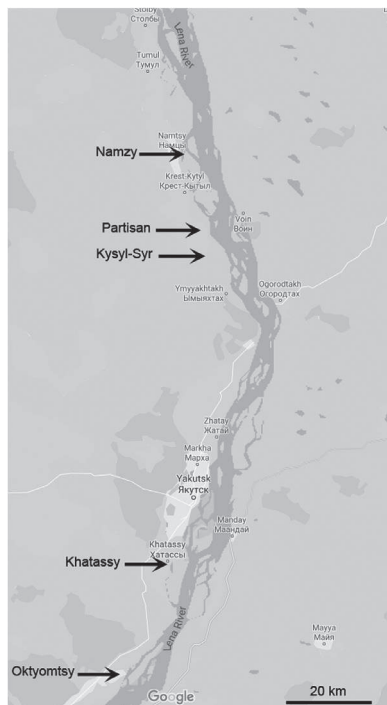 Stolby
Столбы
Lena River
Tumul
Тумул
Namtsy
Намцы
Namzy
Krest-Kytyl
Крест-Кытыл
Partisan
Voin
Воин
Kysyl-Syr
Ymyyakhtakh
Ымыяхтах
Ogorodtakh
Огородтах
Zhatay
Жатай
Markha
Марха
Yakutsk
Якутск
Manday
Маандай
Khatassy
Хатассы
Khatassy
Lena River
Mayya
Майя
Oktyomtsy
Google
20 km